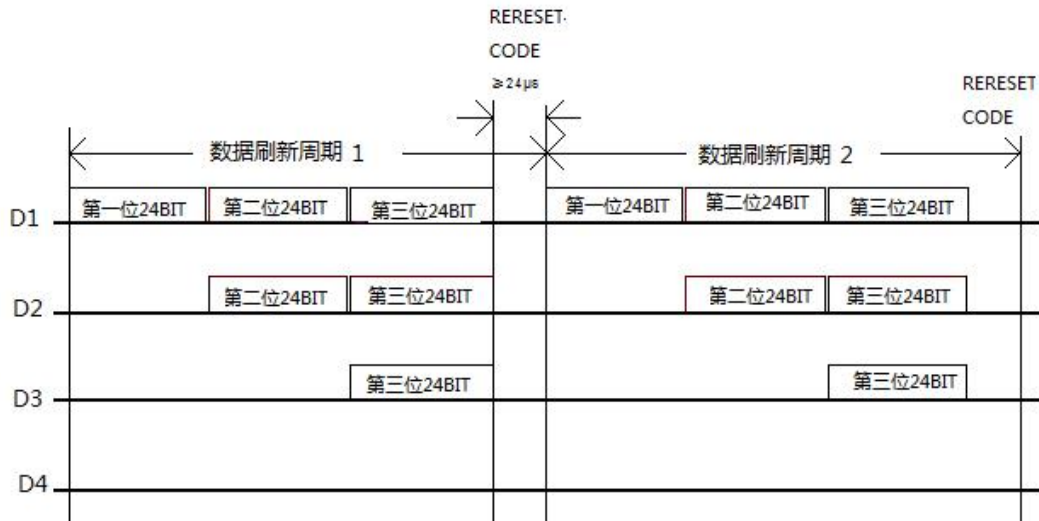 RERESET
CODE
≥24μs
RERESET
CODE
数据刷新周期 1
数据刷新周期 2
D1
第一位24BIT
第二位24BIT
第三位24BIT
第一位24BIT
第二位24BIT
第三位24BIT
D2
第二位24BIT
第三位24BIT
第二位24BIT
第三位24BIT
D3
第三位24BIT
第三位24BIT
D4